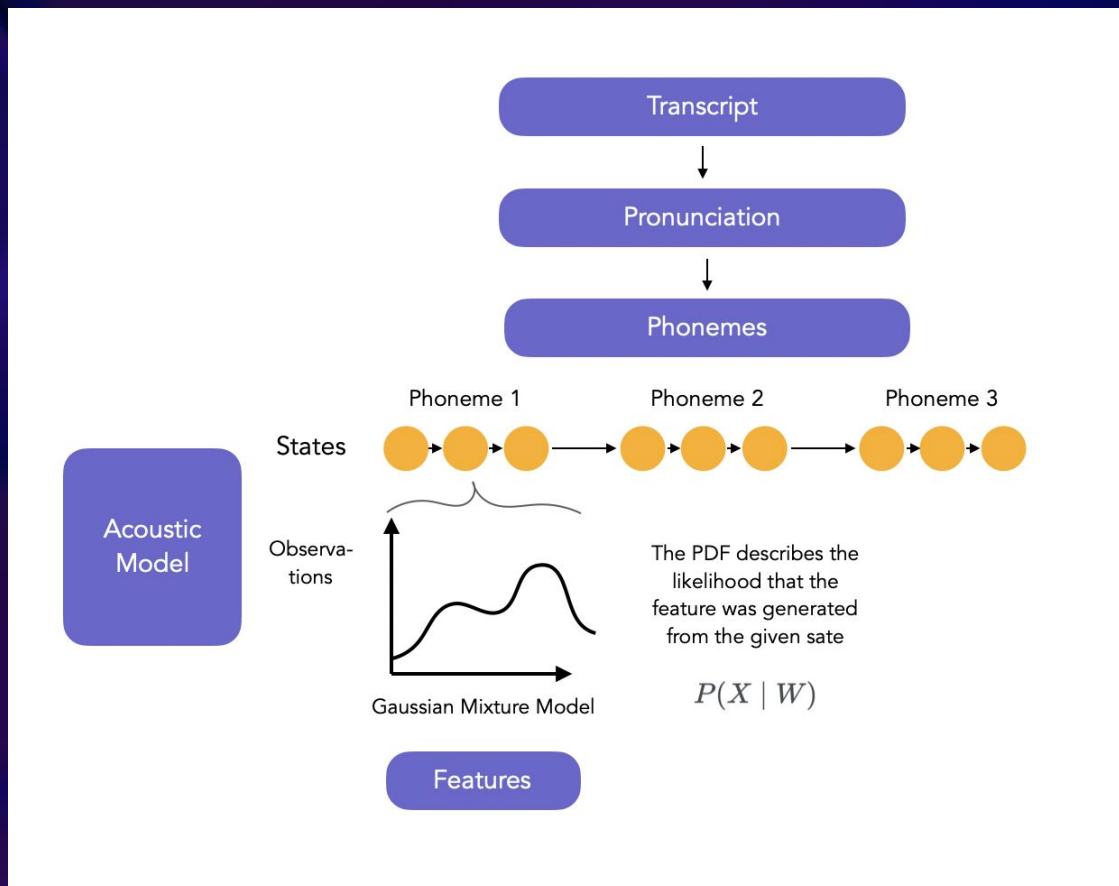 Transcript
Pronunciation
Phonemes
Phoneme 1
Phoneme 2
Phoneme 3
States
Acoustic
Model
Observa-
tions
The PDF describes the
likelihood that the
feature was generated
from the given sate
P(X | W)
Gaussian Mixture Model
Features